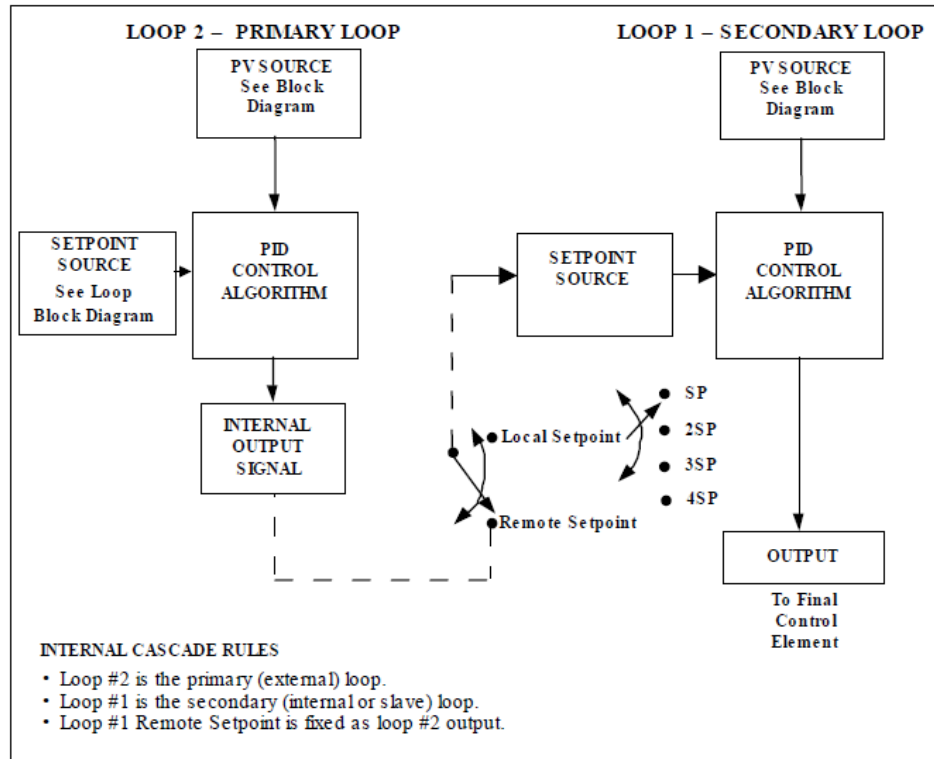 LOOP 2 – PRIMARY LOOP
LOOP 1 – SECONDARY LOOP
PV SOURCE
See Block
Diagram
PV SOURCE
See Block
Diagram
SETPOINT
SOURCE
See Loop
Block Diagram
PID
CONTROL
ALGORITHM
SETPOINT
SOURCE
PID
CONTROL
ALGORITHM
INTERNAL
OUTPUT
SIGNAL
Local Setpoint
Remote Setpoint
SP
2SP
3SP
4SP
OUTPUT
To Final
Control
Element
INTERNAL CASCADE RULES
• Loop #2 is the primary (external) loop.
• Loop #1 is the secondary (internal or slave) loop.
• Loop #1 Remote Setpoint is fixed as loop #2 output.